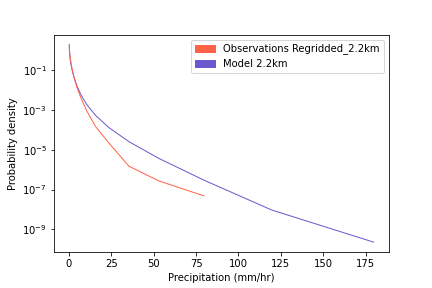 Observations Regridded_2.2km
Model 2.2km
Probability density
10⁻¹
10⁻³
10⁻⁵
10⁻⁷
10⁻⁹
0 25 50 75 100 125 150 175
Precipitation (mm/hr)